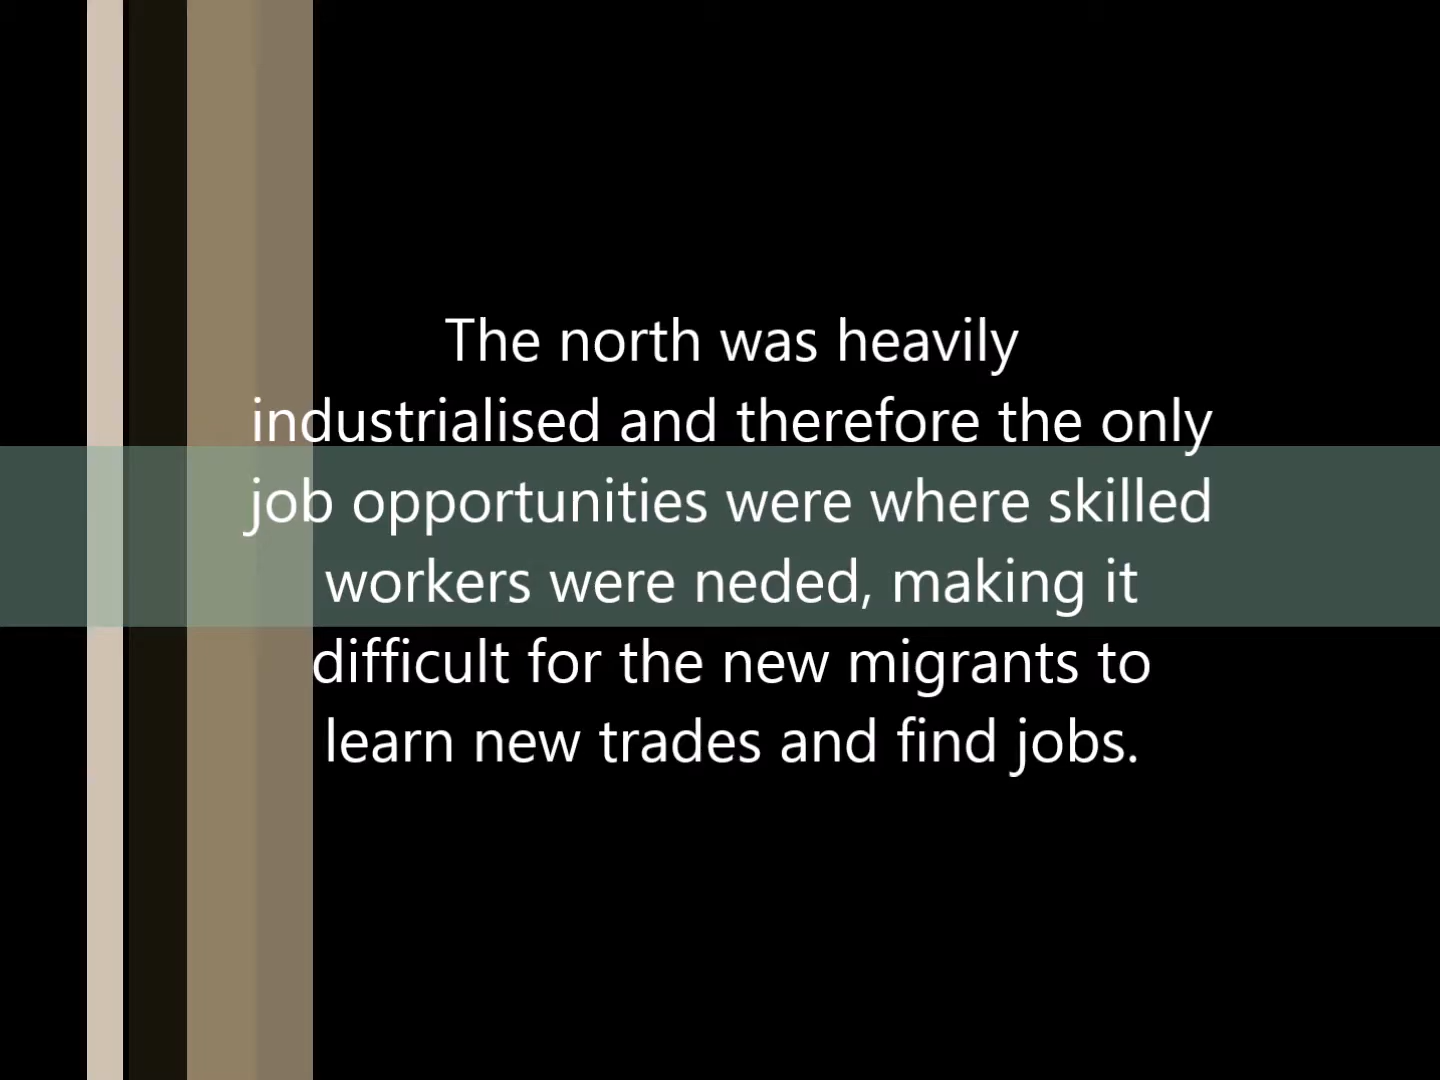 The north was heavily
industrialised and therefore the only
job opportunities were where skilled
workers were neded, making it
difficult for the new migrants to
learn new trades and find jobs.